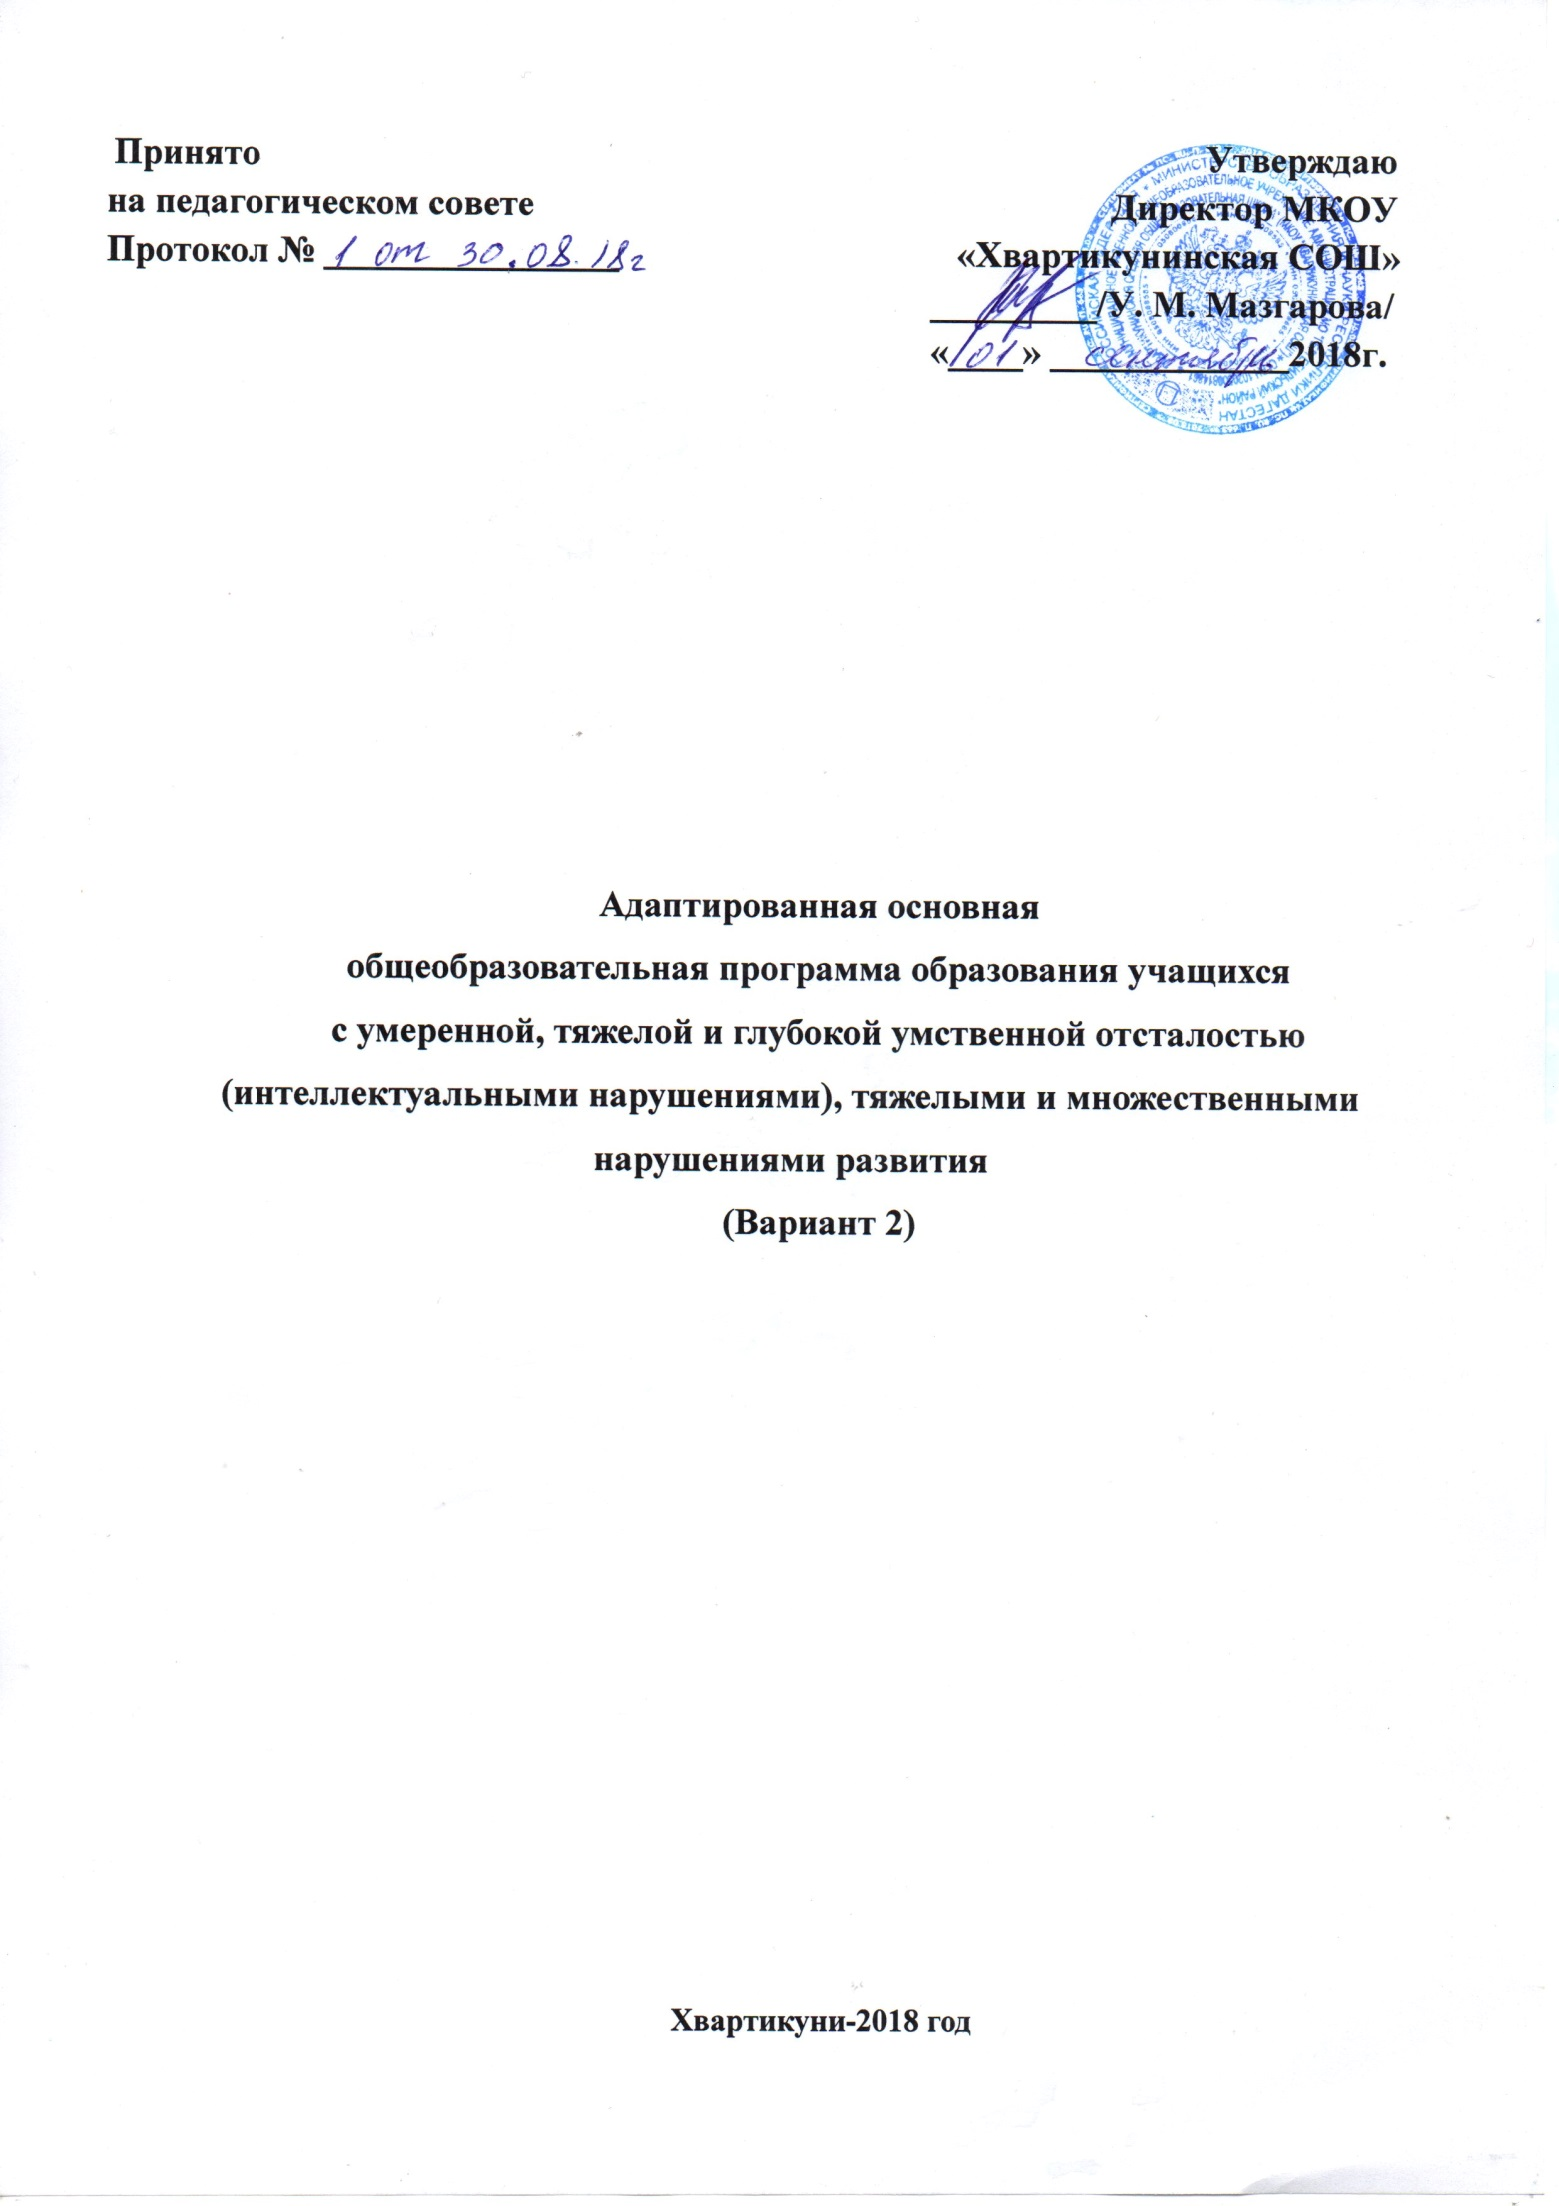 Принято
на педагогическом совете
Протокол № 1 от 30.08.18г
Утверждаю
Директор МКОУ
«Хвартикунинская СОШ»
/У. М. Мазгарова/
«01» сентябрь 2018г.
Адаптированная основная
общеобразовательная программа образования учащихся
с умеренной, тяжелой и глубокой умственной отсталостью
(интеллектуальными нарушениями), тяжелыми и множественными
нарушениями развития
(Вариант 2)
Хвартикуни-2018 год